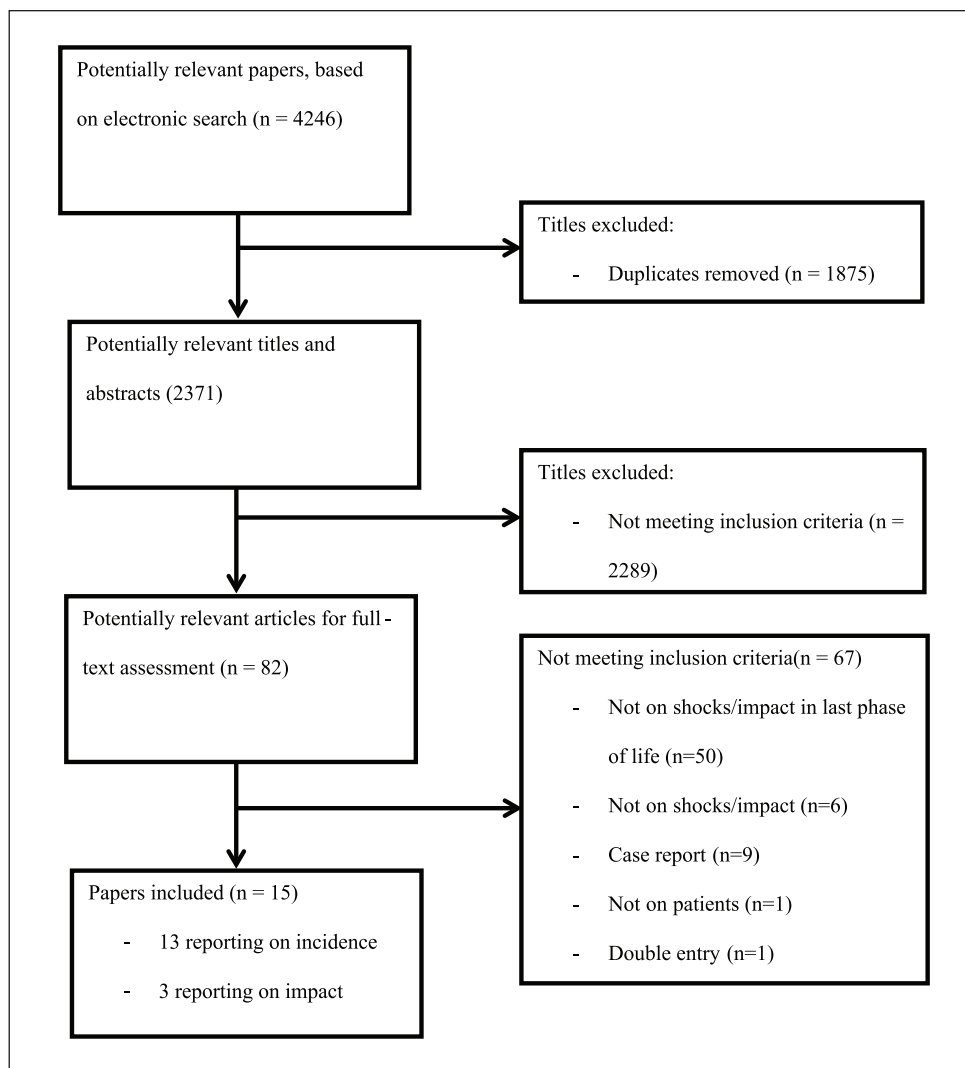 Potentially relevant papers, based
on electronic search (n = 4246)
Titles excluded:
- Duplicates removed (n = 1875)
Potentially relevant titles and
abstracts (2371)
Titles excluded:
- Not meeting inclusion criteria (n =
2289)
Potentially relevant articles for full-
text assessment (n = 82)
Not meeting inclusion criteria(n = 67)
- Not on shocks/impact in last phase
of life (n=50)
- Not on shocks/impact (n=6)
- Case report (n=9)
- Not on patients (n=1)
- Double entry (n=1)
Papers included (n = 15)
- 13 reporting on incidence
- 3 reporting on impact